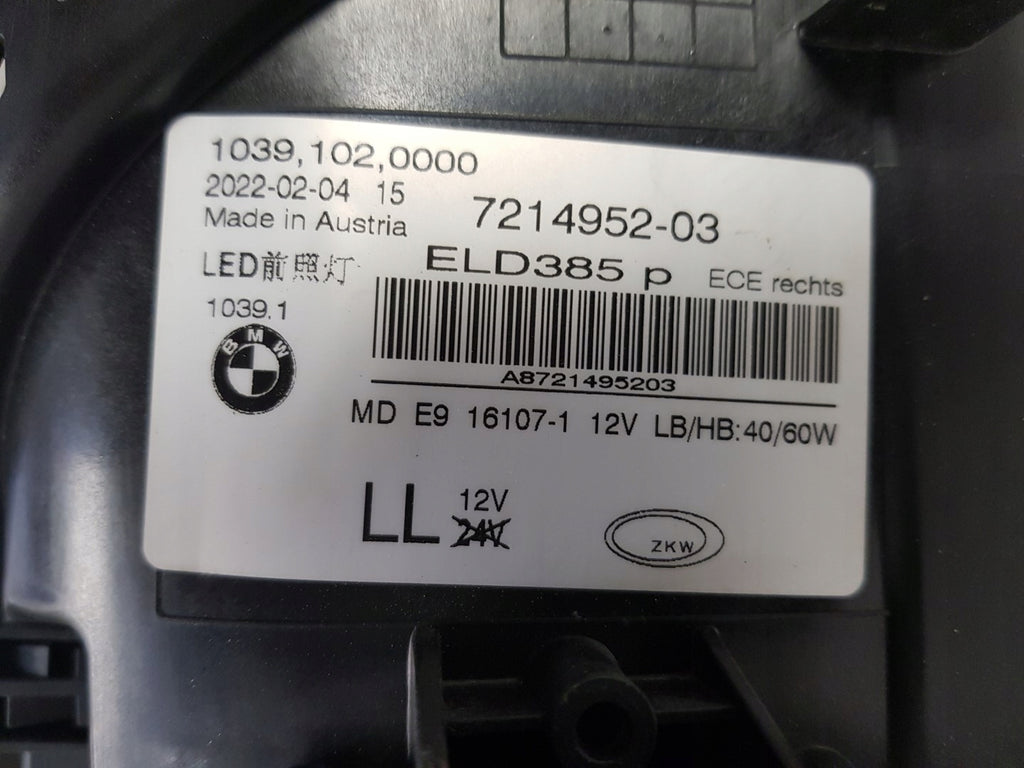 1039,102,0000
2022-02-04 15
Made in Austria
7214952-03
LED前照灯
ELD385 p
ECE rechts
1039.1
BMW
A8721495203
MD E9 16107-1 12V LB/HB:40/60W
LL
12V
24V
ZKW